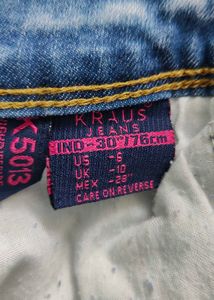 KRAUS
JEANS
IND-30"/76cm
US -6
UK -10
MEX -28"
CARE ON REVERSE
K5013